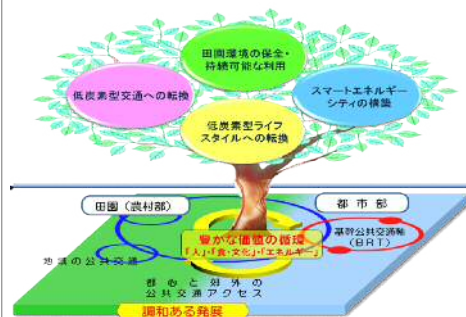 田園環境の保全・
持続可能な利用
低炭素型交通への転換
スマートエネルギー
シティの構築
低炭素型ライフ
スタイルへの転換
田園(農村部)
都市部
豊かな価値の循環
「人」・「食・文化」・「エネルギー」
基幹公共交通軸
(BRT)
地域の公共交通
都心と郊外の
公共交通アクセス
調和ある発展